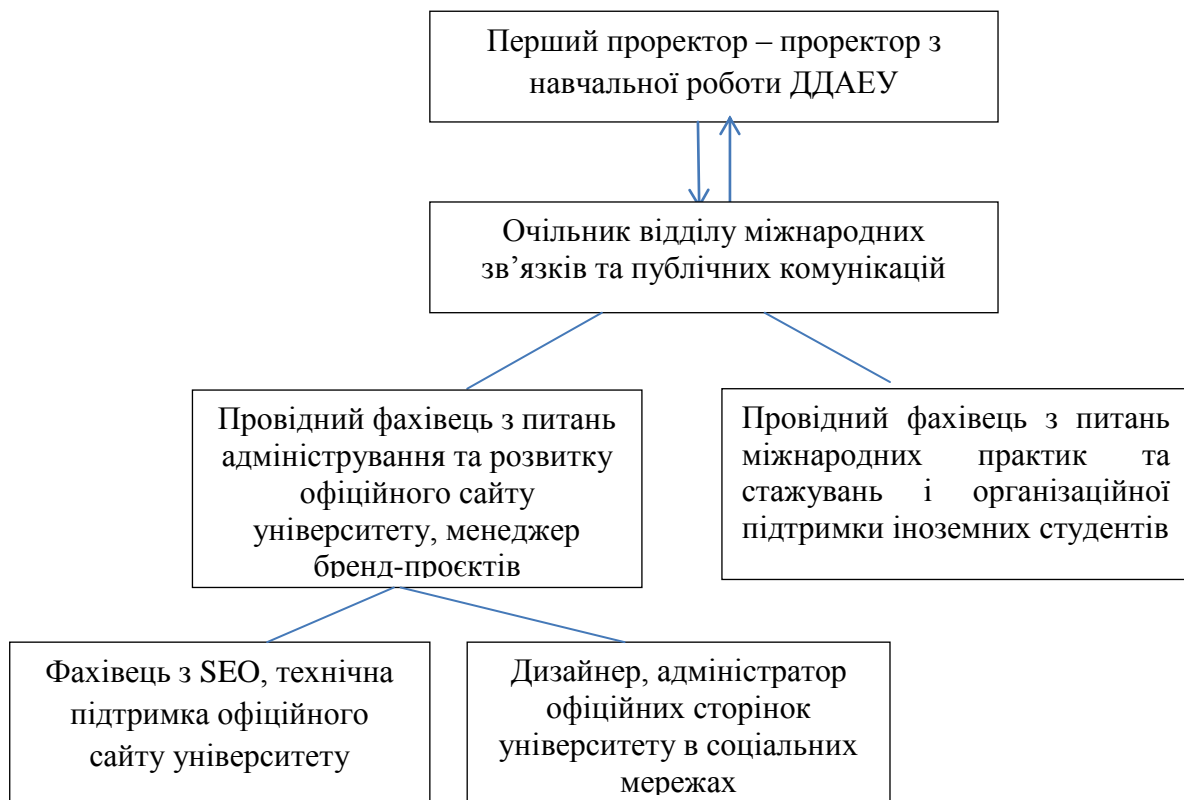 Перший проректор – проректор з
навчальної роботи ДДАЕУ
Очільник відділу міжнародних
зв’язків та публічних комунікацій
Провідний фахівець з питань
адміністрування та розвитку
офіційного сайту
університету, менеджер
бренд-проєктів
Провідний фахівець з питань
міжнародних практик та
стажувань і організаційної
підтримки іноземних студентів
Фахівець з SEO, технічна
підтримка офіційного
сайту університету
Дизайнер, адміністратор
офіційних сторінок
університету в соціальних
мережах